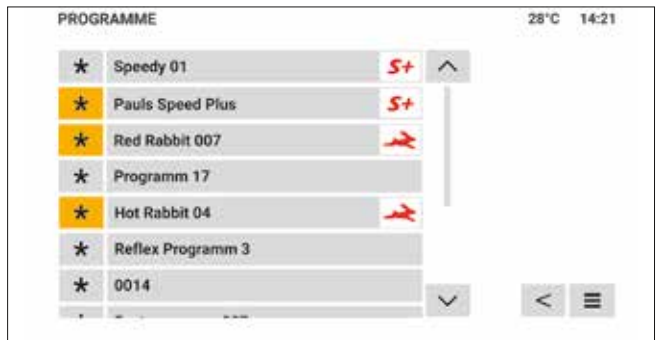 PROGRAMME 28°C 14:21
* Speedy 01 S+
* Pauls Speed Plus S+
* Red Rabbit 007
* Programm 17
* Hot Rabbit 04
* Reflex Programm 3
* 0014